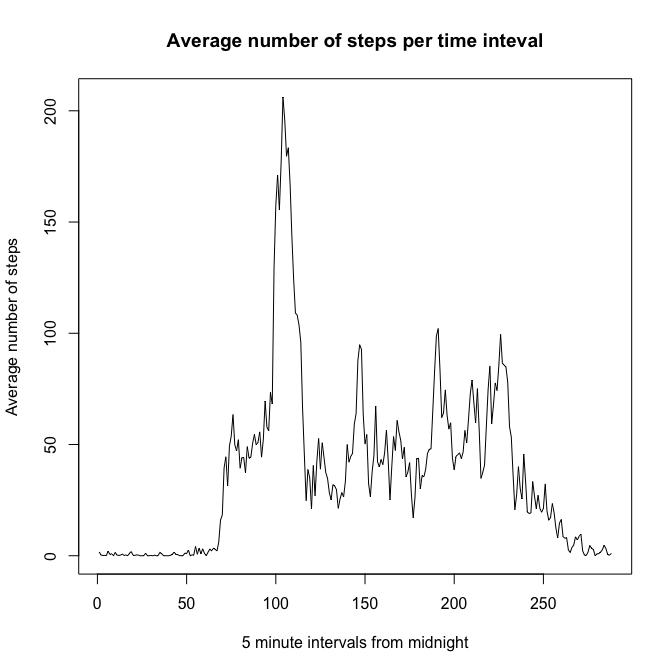 Average number of steps per time inteval
Average number of steps
200
150
100
50
0
0 50 100 150 200 250
5 minute intervals from midnight